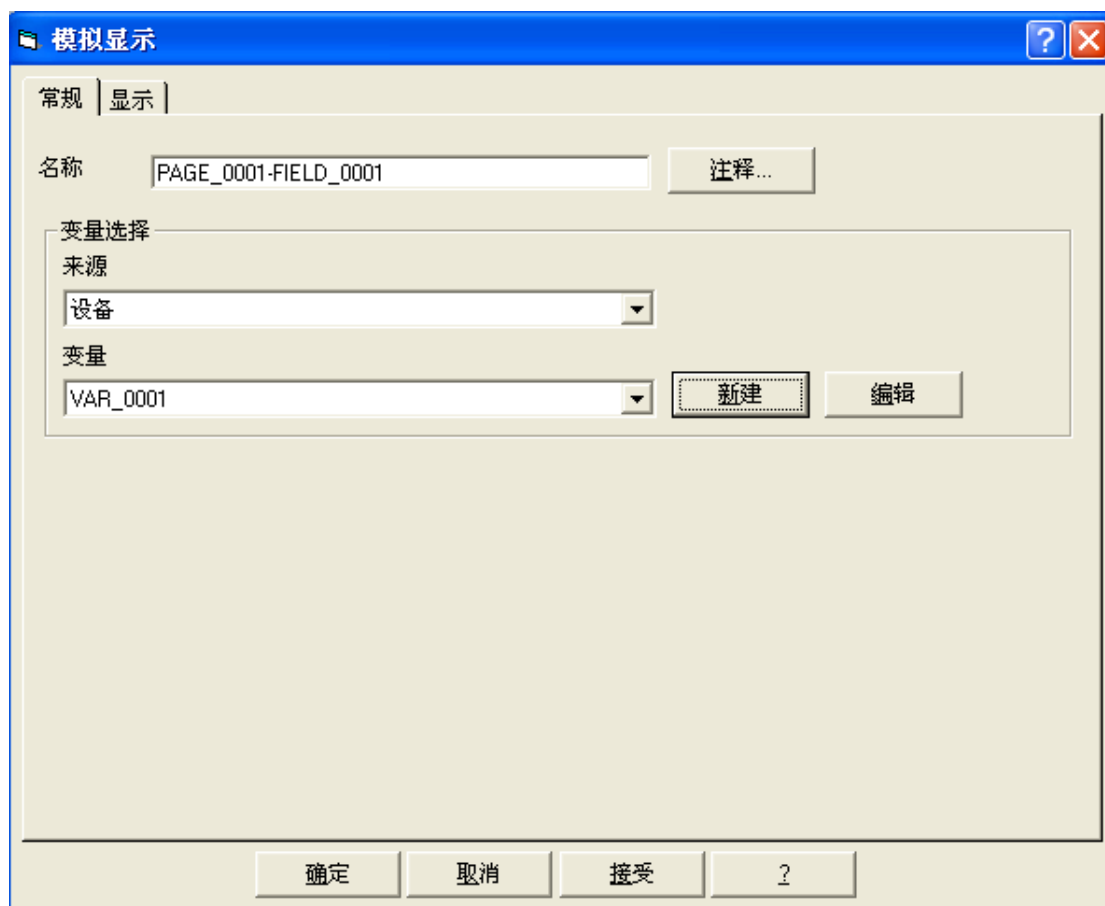 模拟显示
常规 显示
名称 PAGE_0001-FIELD_0001 注释...
变量选择
来源
设备
变量
VAR_0001 新建 编辑
确定 取消 接受 ?